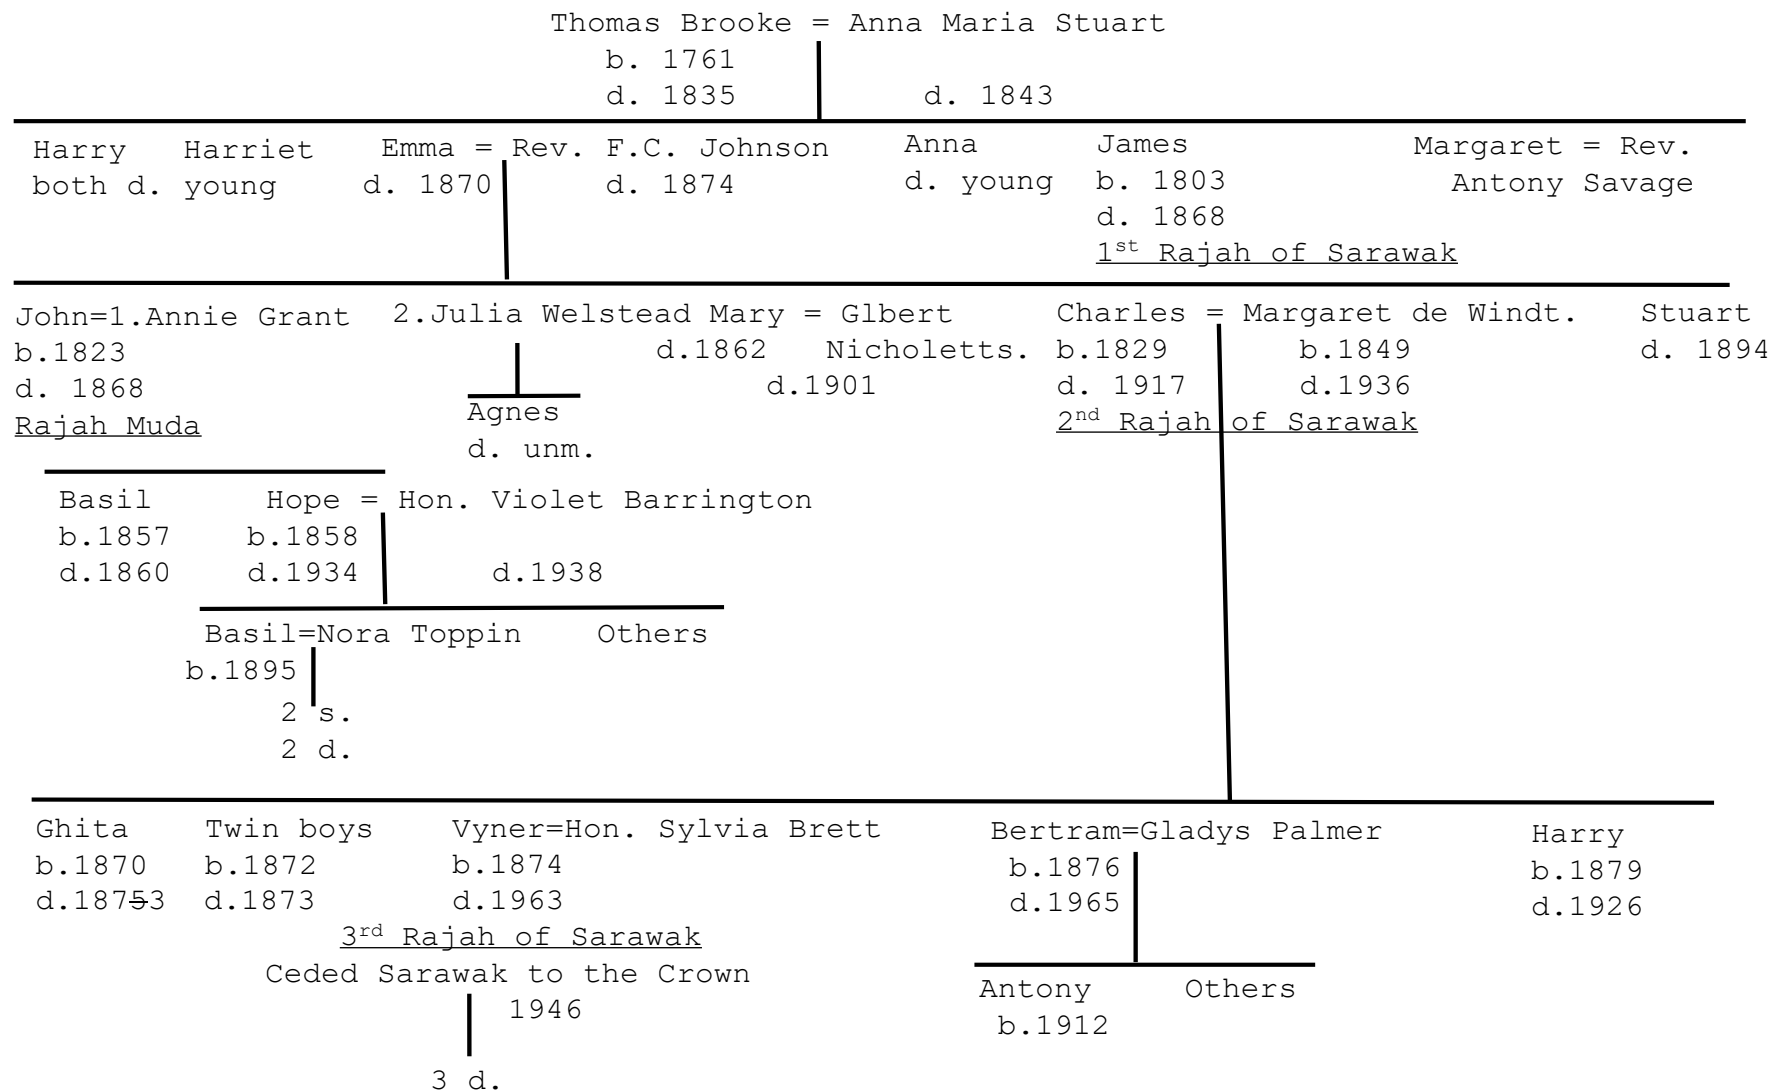 Thomas Brooke = Anna Maria Stuart
b. 1761
d. 1835 d. 1843
Harry Harriet Emma = Rev. F.C. Johnson Anna James Margaret = Rev.
both d. young d. 1870 d. 1874 d. young b. 1803 Antony Savage
d. 1868
1st Rajah of Sarawak
John=1.Annie Grant 2.Julia Welstead Mary = Glbert Charles = Margaret de Windt. Stuart
b.1823 d.1862 Nicholetts. b.1829 b.1849 d. 1894
d. 1868 d.1901 d. 1917 d.1936
Rajah Muda Agnes 2nd Rajah of Sarawak
d. unm.
Basil Hope = Hon. Violet Barrington
b.1857 b.1858
d.1860 d.1934 d.1938
Basil=Nora Toppin Others
b.1895
2 s.
2 d.
Ghita Twin boys Vyner=Hon. Sylvia Brett Bertram=Gladys Palmer Harry
b.1870 b.1872 b.1874 b.1876 b.1879
d.18753 d.1873 d.1963 d.1965 d.1926
3rd Rajah of Sarawak
Ceded Sarawak to the Crown Antony Others
1946 b.1912
3 d.